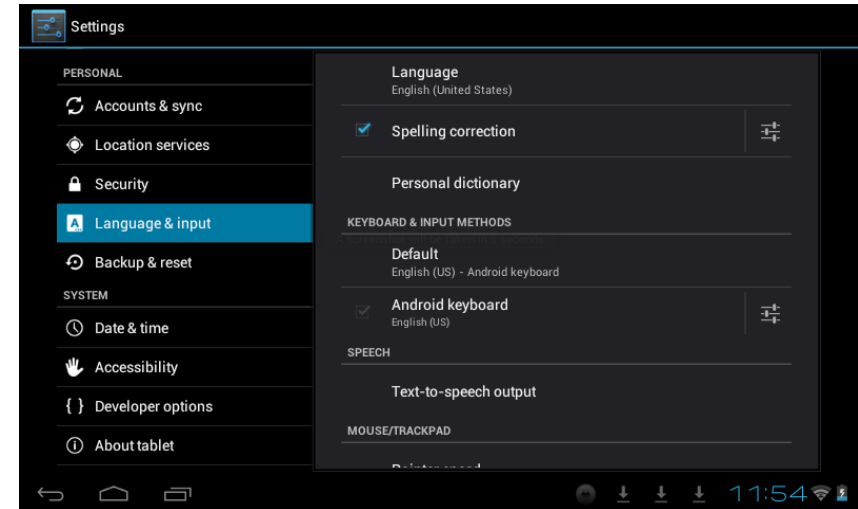 Settings
PERSONAL
Accounts & sync
Location services
Security
Language & input
Backup & reset
SYSTEM
Date & time
Accessibility
{ } Developer options
About tablet
Language
English (United States)
Spelling correction
Personal dictionary
KEYBOARD & INPUT METHODS
Default
English (US) - Android keyboard
Android keyboard
English (US)
SPEECH
Text-to-speech output
MOUSE/TRACKPAD
Pointer speed
11:54